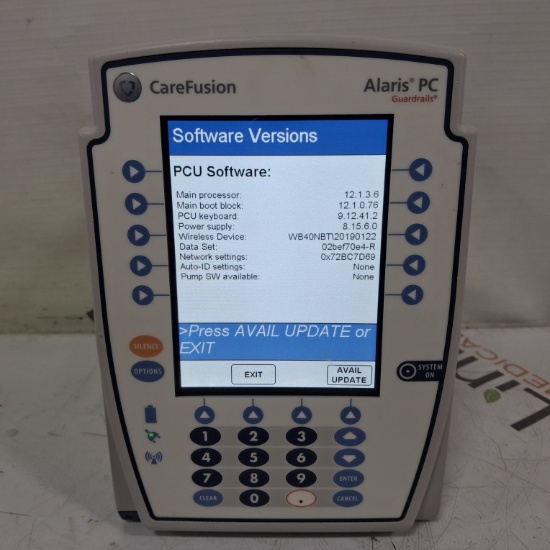 CareFusion
Alaris® PC
Guardrails®
Software Versions
PCU Software:
Main processor: 12.1.3.6
Main boot block: 12.1.0.76
PCU keyboard: 9.12.41.2
Power supply: 8.15.6.0
Wireless Device: WB40NBT\20190122
Data Set: 02bef70e4-R
Network settings: 0x72BC7D69
Auto-ID settings: None
Pump SW available: None
>Press AVAIL UPDATE or
EXIT
EXIT
AVAIL
UPDATE
SILENCE
OPTIONS
SYSTEM
ON
1 2 3
4 5 6
7 8 9 ENTER
CLEAR 0 . CANCEL